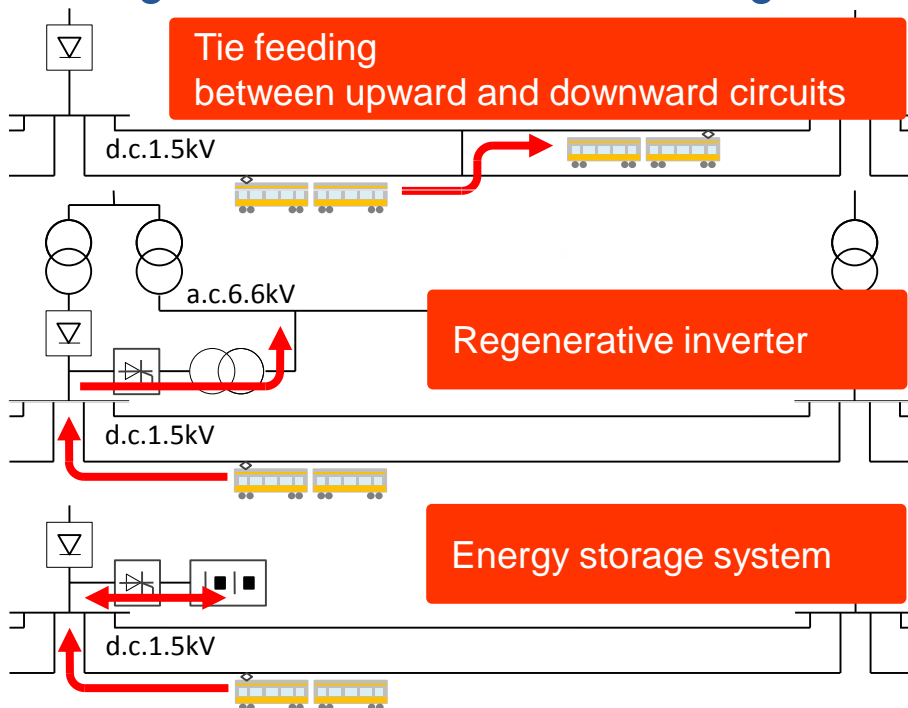 Tie feeding
between upward and downward circuits
d.c.1.5kV
a.c.6.6kV
Regenerative inverter
d.c.1.5kV
Energy storage system
d.c.1.5kV